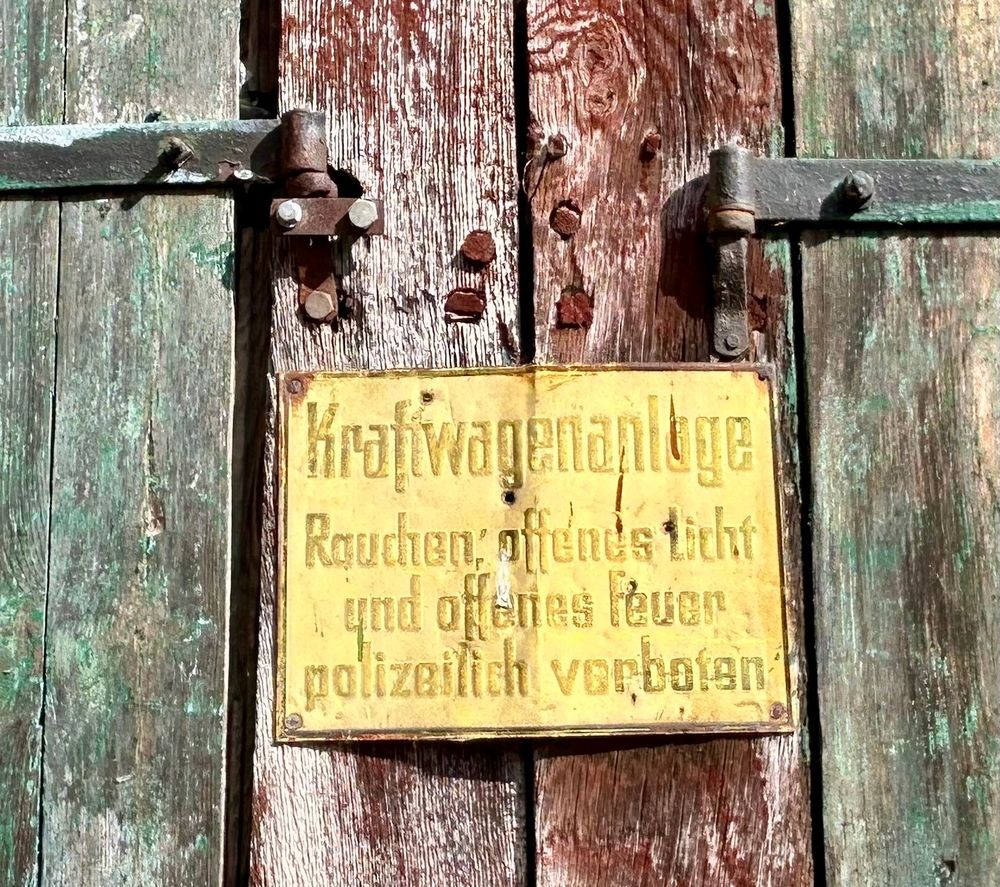 Kraftwagenanlage
Rauchen, offenes Licht
und offenes Feuer
polizeilich verboten